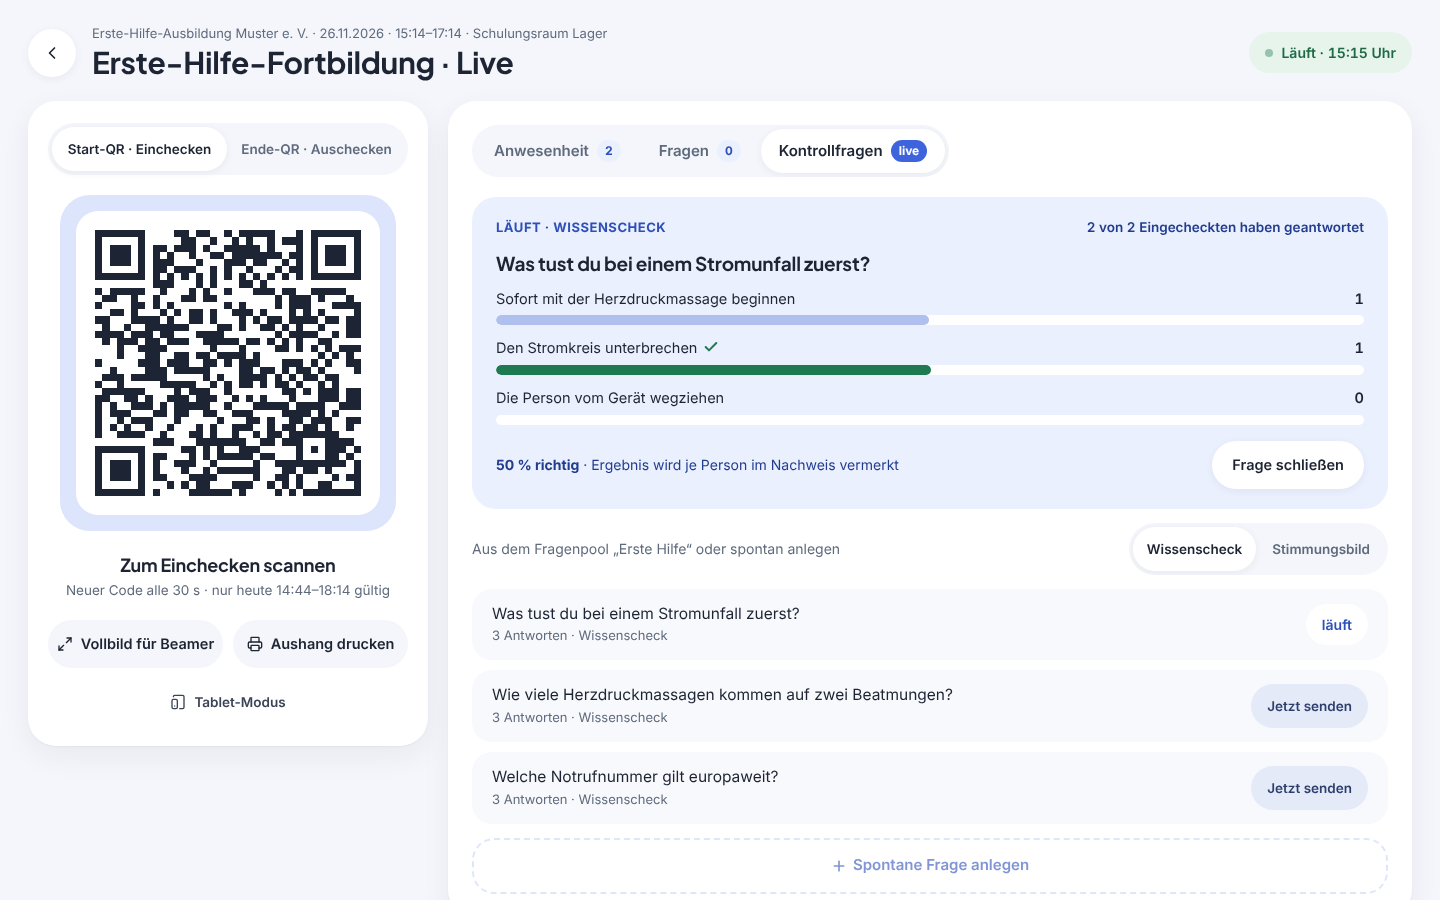 Erste-Hilfe-Ausbildung Muster e. V. · 26.11.2026 · 15:14–17:14 · Schulungsraum Lager
Erste-Hilfe-Fortbildung · Live
Läuft · 15:15 Uhr
Start-QR · Einchecken
Ende-QR · Auschecken
Zum Einchecken scannen
Neuer Code alle 30 s · nur heute 14:44–18:14 gültig
Vollbild für Beamer
Aushang drucken
Tablet-Modus
Anwesenheit 2
Fragen 0
Kontrollfragen live
LÄUFT · WISSENSCHECK
2 von 2 Eingecheckten haben geantwortet
Was tust du bei einem Stromunfall zuerst?
Sofort mit der Herzdruckmassage beginnen 1
Den Stromkreis unterbrechen 1
Die Person vom Gerät wegziehen 0
50 % richtig · Ergebnis wird je Person im Nachweis vermerkt
Frage schließen
Aus dem Fragenpool „Erste Hilfe“ oder spontan anlegen
Wissenscheck
Stimmungsbild
Was tust du bei einem Stromunfall zuerst?
3 Antworten · Wissenscheck
läuft
Wie viele Herzdruckmassagen kommen auf zwei Beatmungen?
3 Antworten · Wissenscheck
Jetzt senden
Welche Notrufnummer gilt europaweit?
3 Antworten · Wissenscheck
Jetzt senden
+ Spontane Frage anlegen